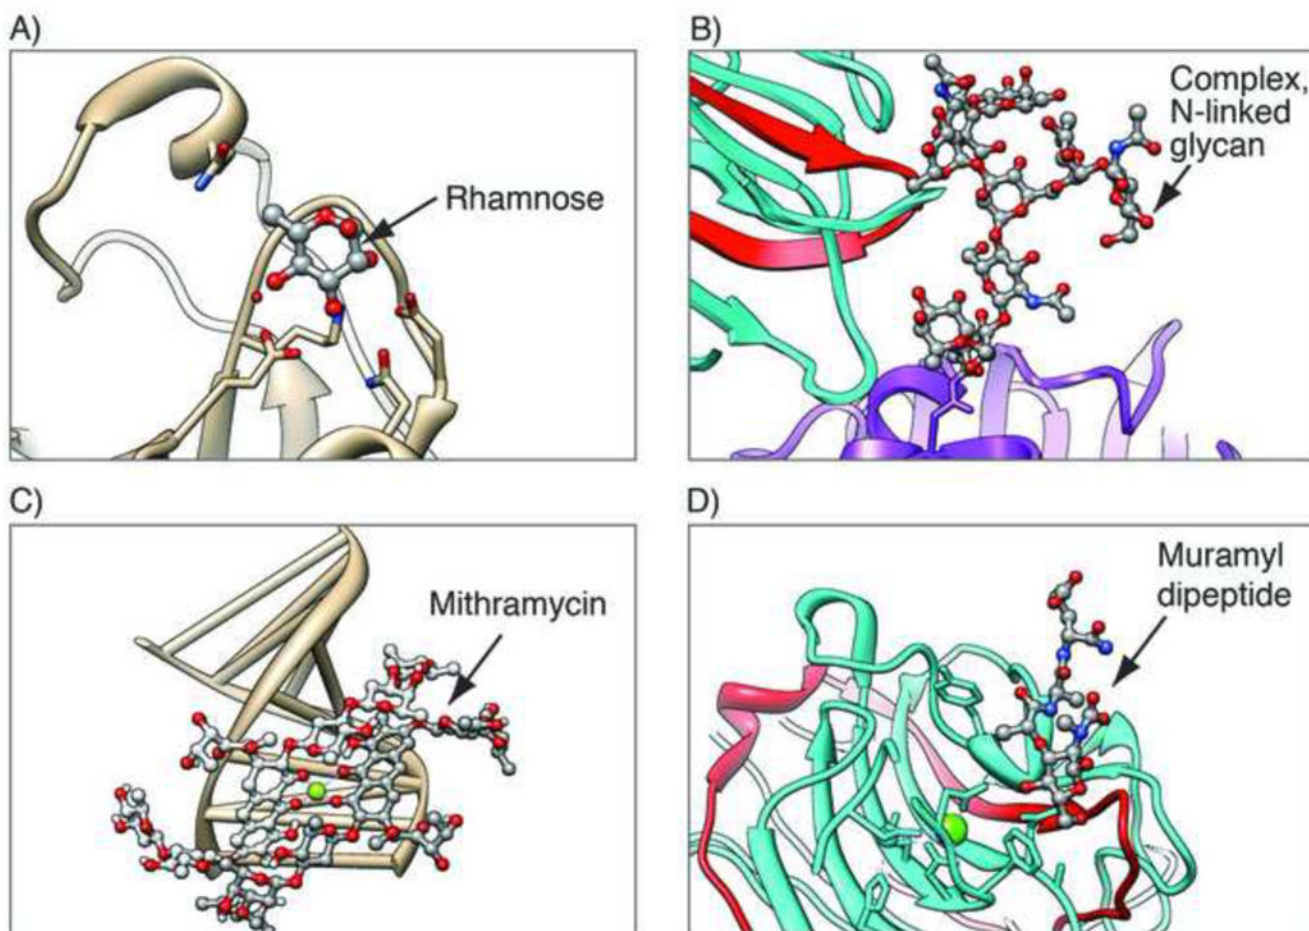 A)
Rhamnose
B)
Complex,
N-linked
glycan
C)
Mithramycin
D)
Muramyl
dipeptide